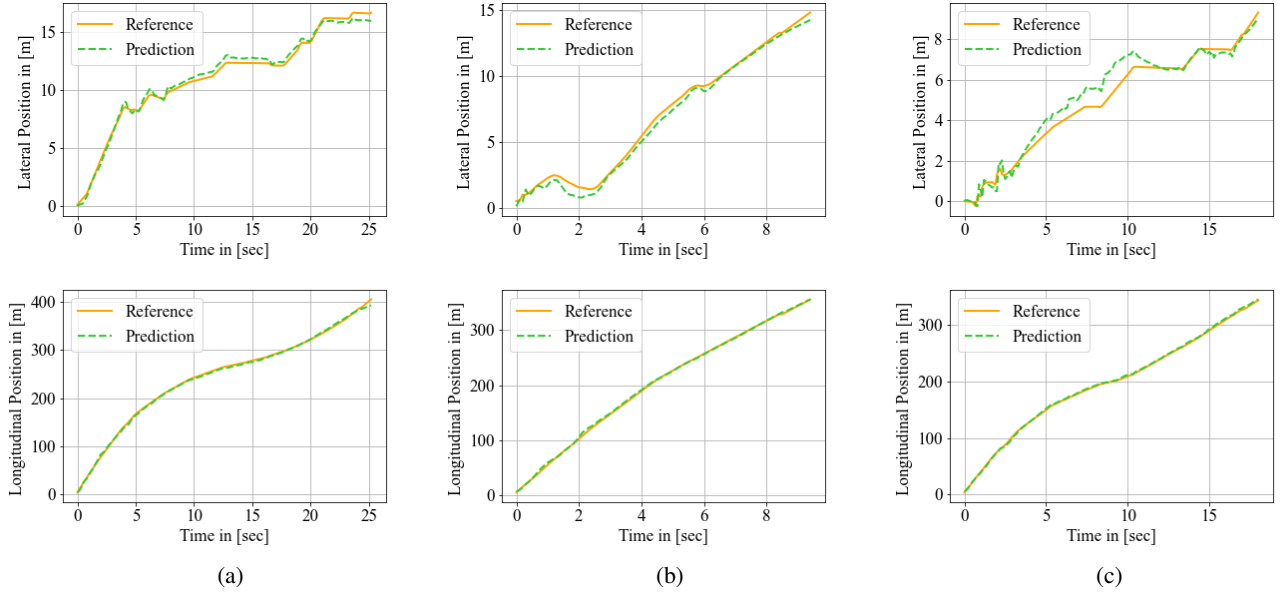 Lateral Position in [m]
15
10
5
0
Reference
Prediction
0 5 10 15 20 25
Time in [sec]
Lateral Position in [m]
15
10
5
0
Reference
Prediction
0 2 4 6 8
Time in [sec]
Lateral Position in [m]
8
6
4
2
0
Reference
Prediction
0 5 10 15
Time in [sec]
Longitudinal Position in [m]
400
300
200
100
0
Reference
Prediction
0 5 10 15 20 25
Time in [sec]
Longitudinal Position in [m]
300
200
100
0
Reference
Prediction
0 2 4 6 8
Time in [sec]
Longitudinal Position in [m]
300
200
100
0
Reference
Prediction
0 5 10 15
Time in [sec]
(a)
(b)
(c)